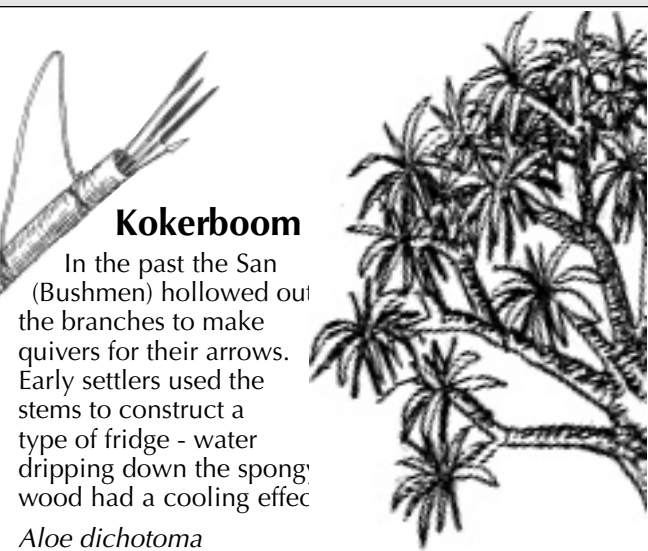 Kokerboom
In the past the San
(Bushmen) hollowed out
the branches to make
quivers for their arrows.
Early settlers used the
stems to construct a
type of fridge - water
dripping down the spongy
wood had a cooling effec
Aloe dichotoma